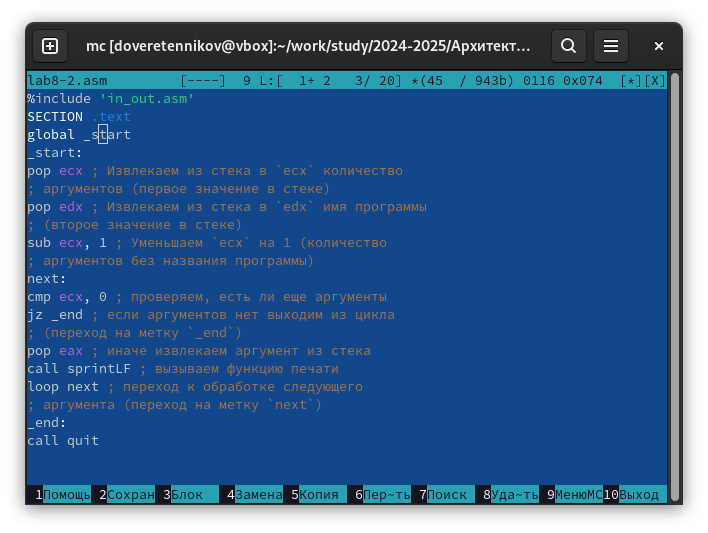 mc [doveretennikov@vbox]:~/work/study/2024-2025/Архитект...
lab8-2.asm [----] 9 L:[ 1+ 2 3/ 20] *(45 / 943b) 0116 0x074 [*][X]
%include 'in_out.asm'
SECTION .text
global _start
_start:
pop ecx ; Извлекаем из стека в `ecx` количество
; аргументов (первое значение в стеке)
pop edx ; Извлекаем из стека в `edx` имя программы
; (второе значение в стеке)
sub ecx, 1 ; Уменьшаем `ecx` на 1 (количество
; аргументов без названия программы)
next:
cmp ecx, 0 ; проверяем, есть ли еще аргументы
jz _end ; если аргументов нет выходим из цикла
; (переход на метку `_end`)
pop eax ; иначе извлекаем аргумент из стека
call sprintLF ; вызываем функцию печати
loop next ; переход к обработке следующего
; аргумента (переход на метку `next`)
_end:
call quit
1Помощь 2Сохран 3Блок 4Замена 5Копия 6Пер~ть 7Поиск 8Уда~ть 9МенюМС 10Выход